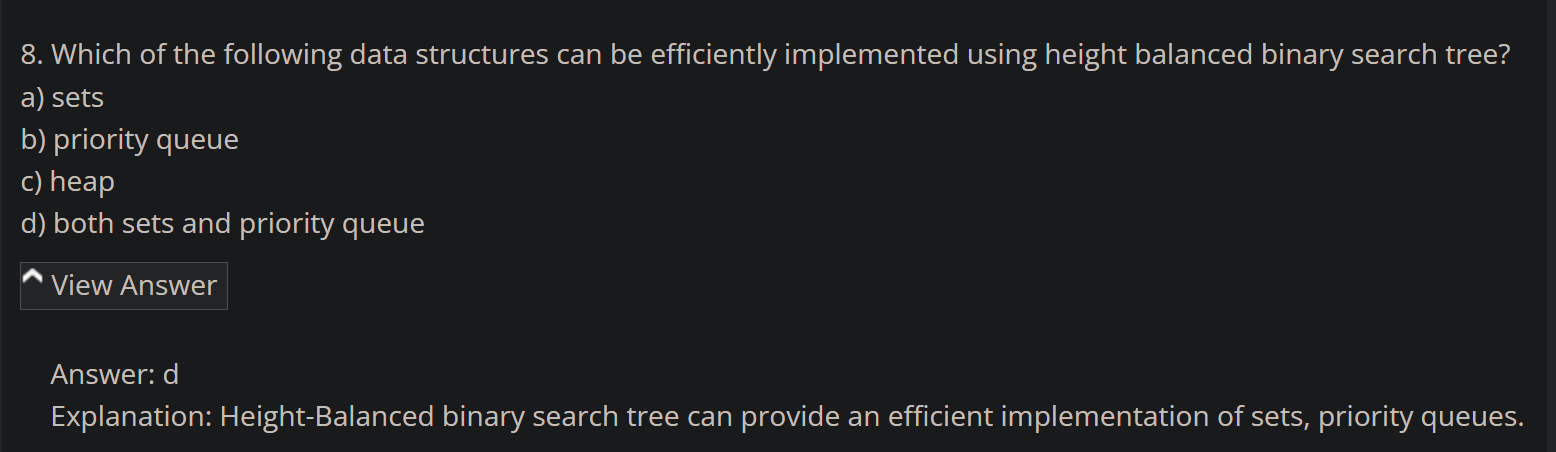 8. Which of the following data structures can be efficiently implemented using height balanced binary search tree?
a) sets
b) priority queue
c) heap
d) both sets and priority queue
View Answer
Answer: d
Explanation: Height-Balanced binary search tree can provide an efficient implementation of sets, priority queues.